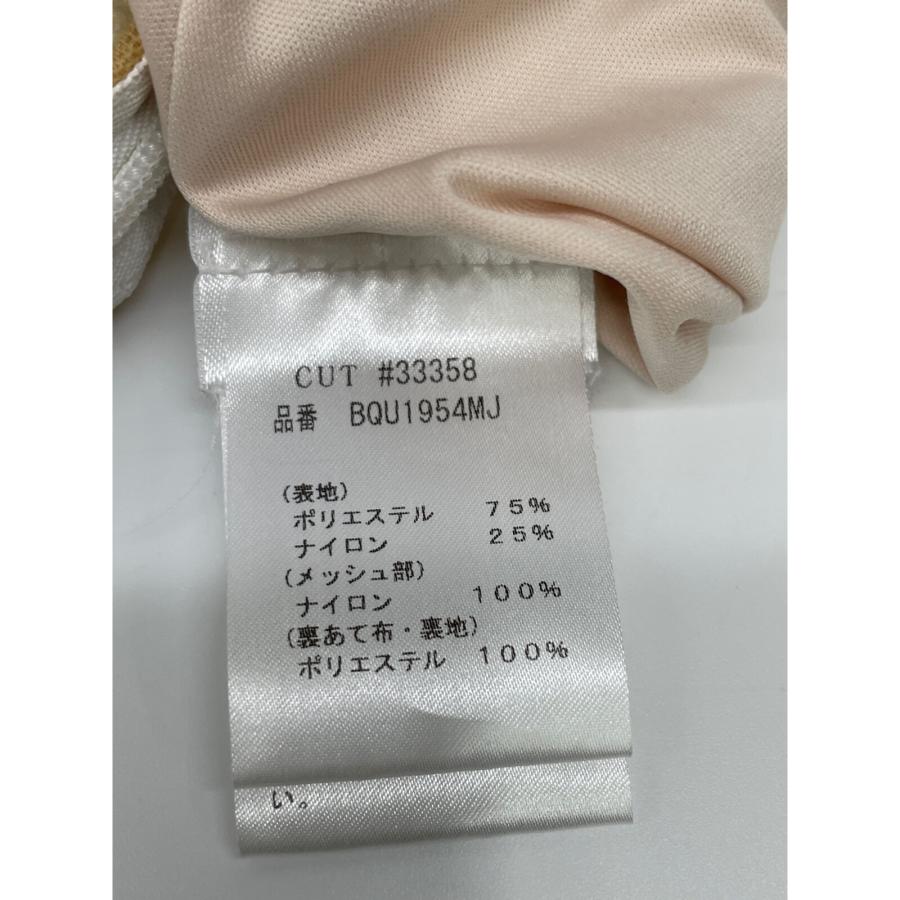 CUT #33358
品番 BQU1954MJ
(表地)
ポリエステル 75%
ナイロン 25%
(メッシュ部)
ナイロン 100%
(裏あて布・裏地)
ポリエステル 100%
い。